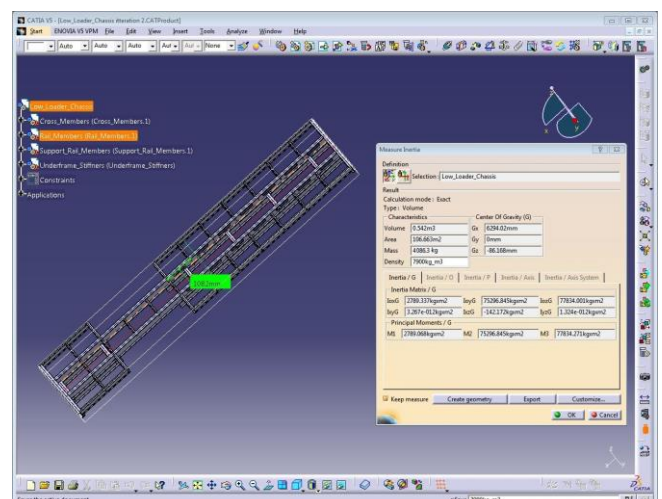 CATIA V5 - [Low_Loader_Chassis Iteration 2.CATProduct]
Start ENOVIA V5 VPM File Edit View Insert Tools Analyze Window Help
Auto Auto Auto Aut Aut None
Low_Loader_Chassis
Cross_Members (Cross_Members.1)
Rail_Members (Rail_Members.1)
Support_Rail_Members (Support_Rail_Members.1)
Underframe_Stiffners (Underframe_Stiffners)
Constraints
Applications
1082mm
x y
Measure Inertia
Definition
Selection : Low_Loader_Chassis
Result
Calculation mode : Exact
Type : Volume
Characteristics Center Of Gravity (G)
Volume 0.542m3 Gx 6294.02mm
Area 106.663m2 Gy 0mm
Mass 4086.3 kg Gz -86.168mm
Density 7900kg_m3
Inertia / G Inertia / O Inertia / P Inertia / Axis Inertia / Axis System
Inertia Matrix / G
IoxG 2789.337kgxm2 IoyG 75296.845kgxm2 IozG 77834.001kgxm2
IxyG 3.267e-012kgxm2 IxzG -142.172kgxm2 IyzG 1.324e-012kgxm2
Principal Moments / G
M1 2789.068kgxm2 M2 75296.845kgxm2 M3 77834.271kgxm2
Keep measure Create geometry Export Customize...
OK Cancel
CATIA